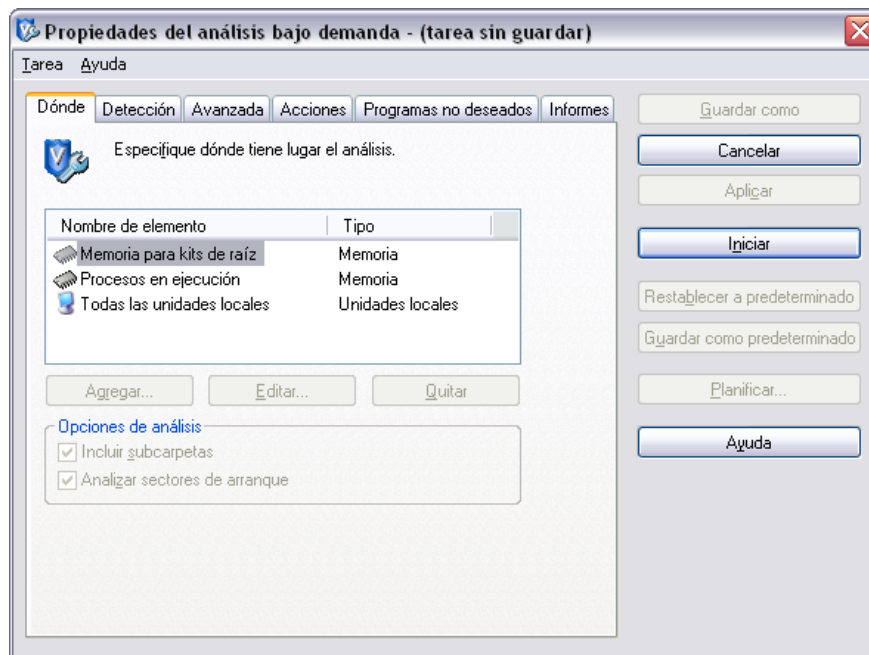 Propiedades del análisis bajo demanda - (tarea sin guardar)
Tarea Ayuda
Dónde Detección Avanzada Acciones Programas no deseados Informes
Especifique dónde tiene lugar el análisis.
Nombre de elemento Tipo
Memoria para kits de raíz Memoria
Procesos en ejecución Memoria
Todas las unidades locales Unidades locales
Agregar... Editar... Quitar
Opciones de análisis
Incluir subcarpetas
Analizar sectores de arranque
Guardar como
Cancelar
Aplicar
Iniciar
Restablecer a predeterminado
Guardar como predeterminado
Planificar...
Ayuda